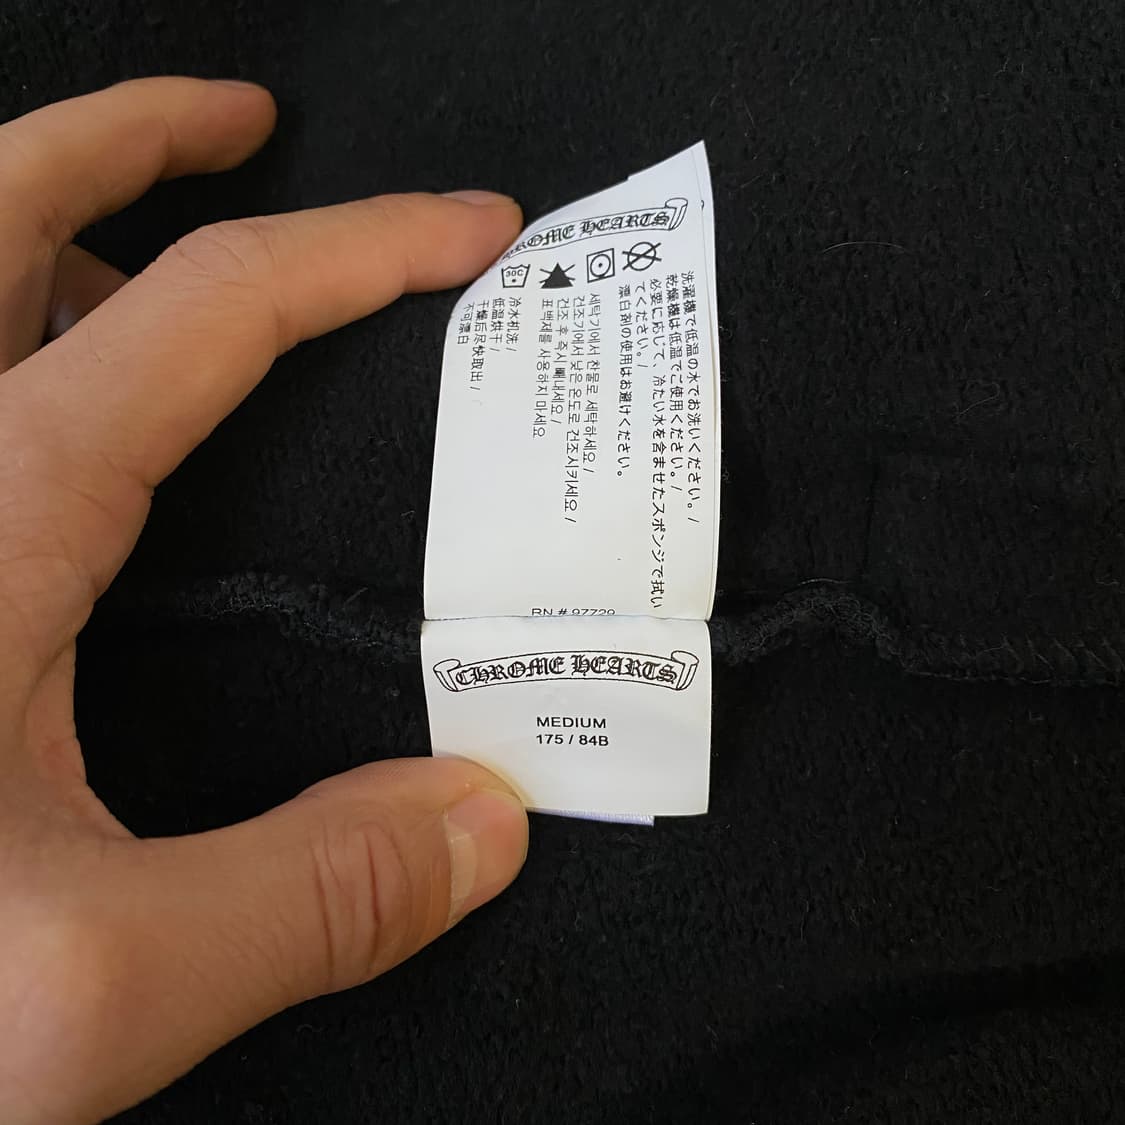 CHROME HEARTS
30C
洗濯機で低温の水でお洗いください。/
乾燥機は低温でご使用ください。/
必要に応じて、冷たい水を含ませたスポンジで拭い
てください。/
漂白剤の使用はお避けください。
세탁기에서 찬물로 세탁하세요 /
건조기에서 낮은 온도로 건조시키세요 /
건조 후 즉시 빼내세요 /
표백제를 사용하지 마세요
冷水机洗 /
低温烘干 /
干燥后尽快取出 /
不可漂白
RN # 97729
CHROME HEARTS
MEDIUM
175 / 84B